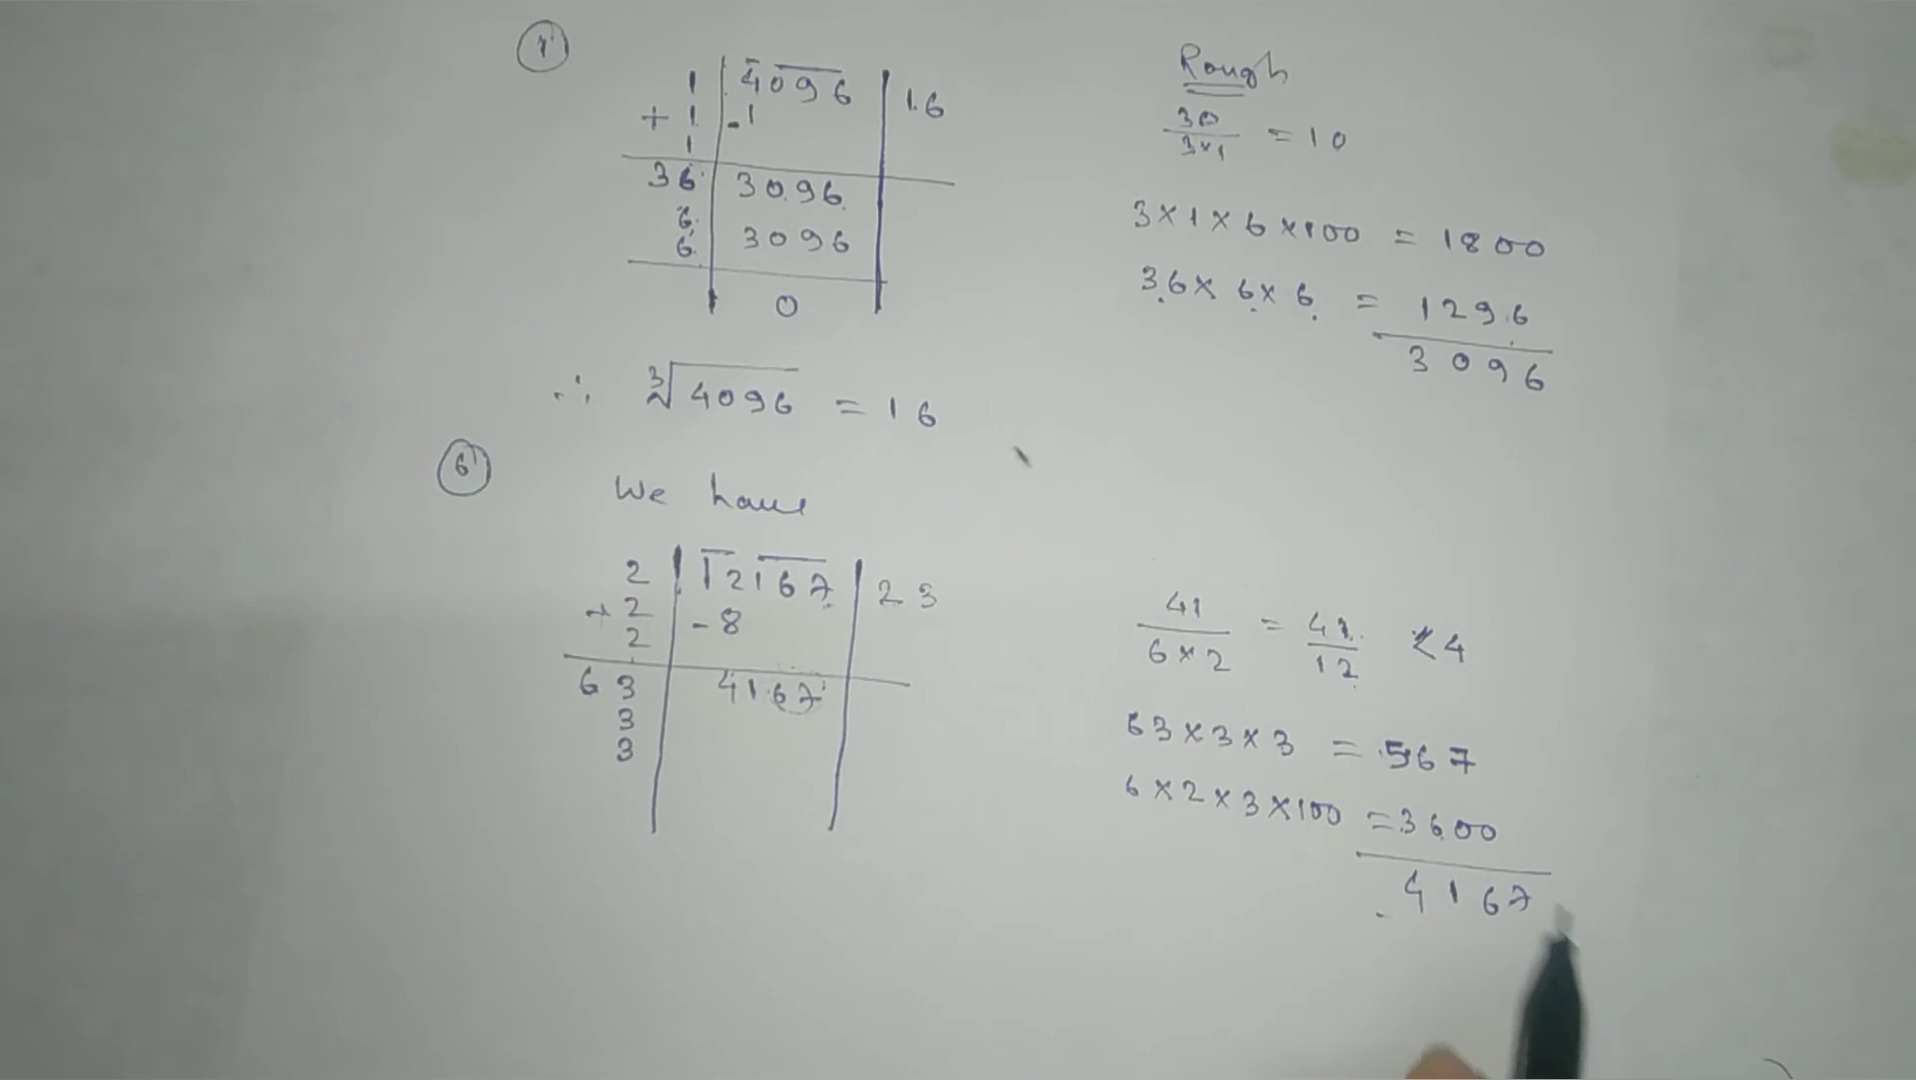 1
1 4096 16
+ 1 -1
1
36 3096
6 3096
6
0
∴ ∛4096 = 16
Rough
30/3×1 = 10
3×1×6×100 = 1800
36×6×6 = 1296
3096
6
We have
2 12167 23
+2 -8
2
63 4167
3
3
41/6×2 = 41/12 < 4
63×3×3 = 567
6×2×3×100 = 3600
4167